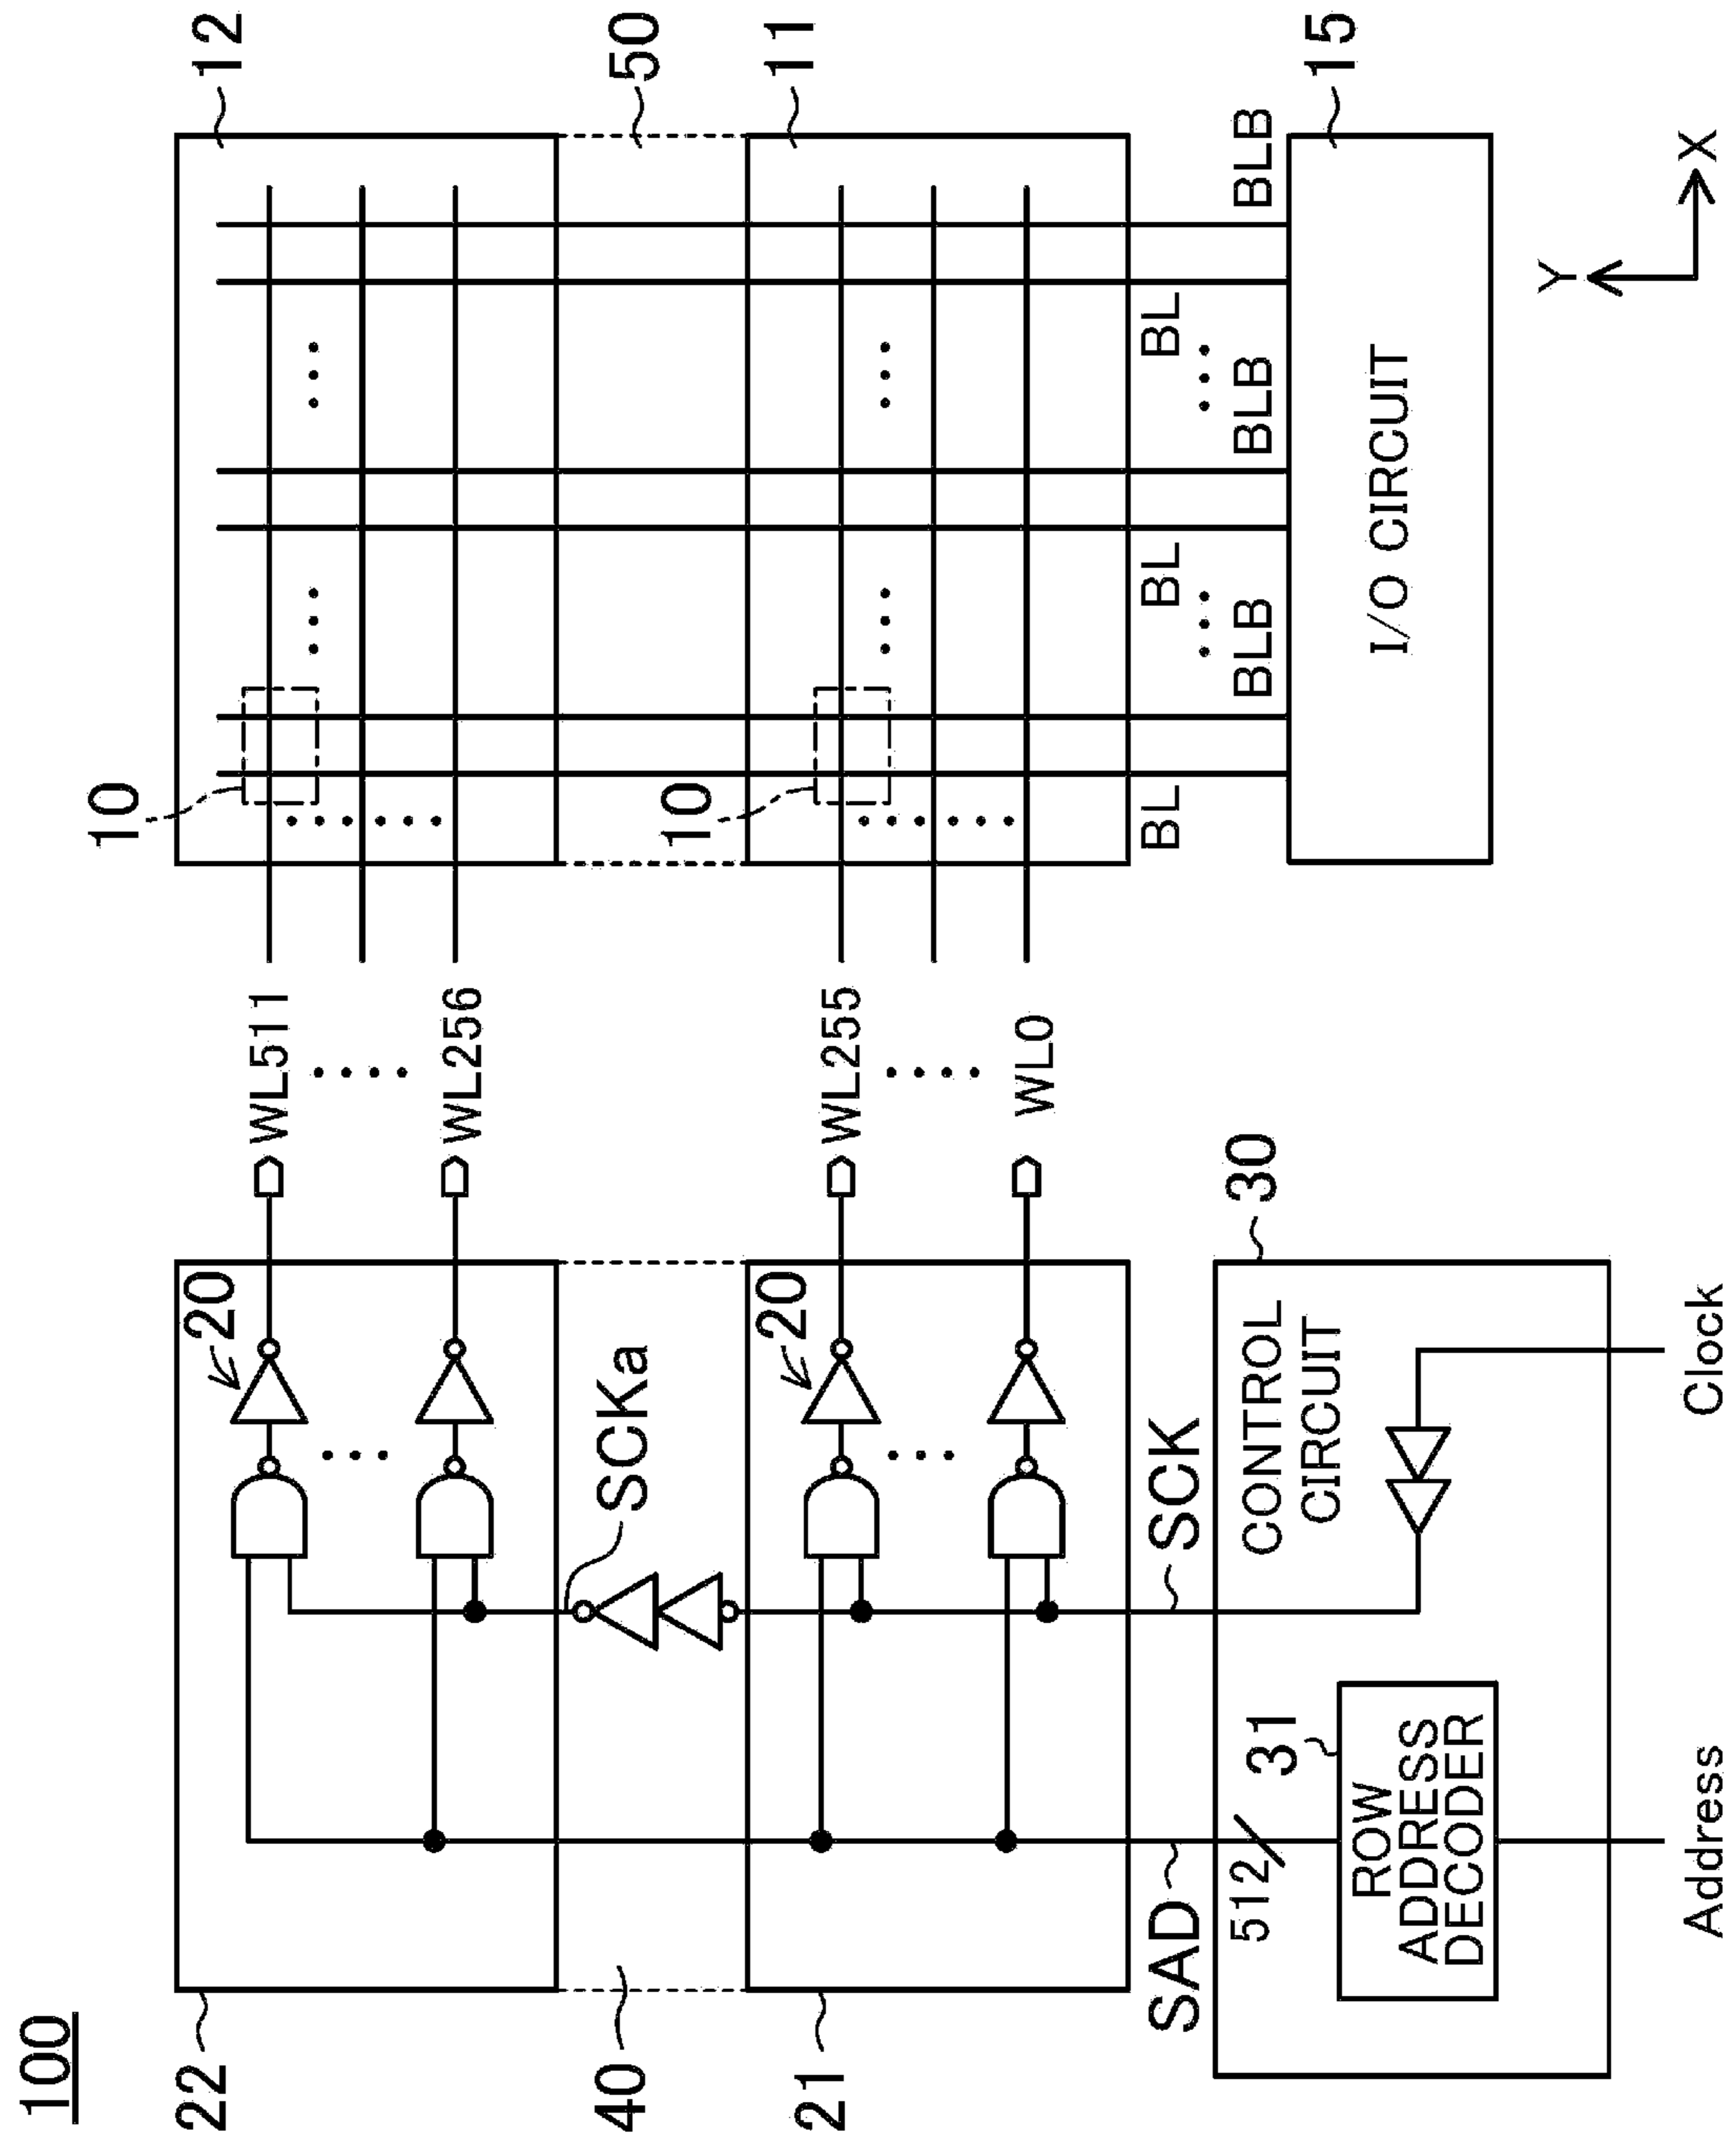 100
22
20
WL511
WL256
10
12
40
SCKa
50
21
20
WL255
WL0
10
11
SAD
SCK
BL
BL
BL
BLB
BLB
BLB
512
31
30
CONTROL
CIRCUIT
ROW
ADDRESS
DECODER
I/O CIRCUIT
15
Y
X
Address
Clock